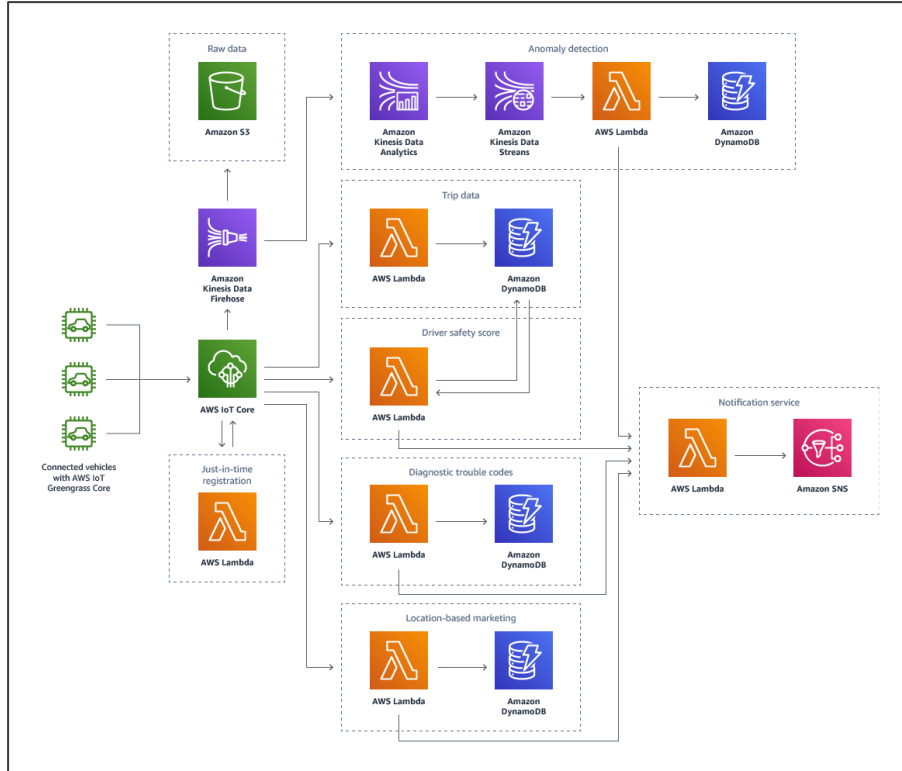 Raw data
Amazon S3
Anomaly detection
Amazon
Kinesis Data
Analytics
Amazon
Kinesis Data
Streans
AWS Lambda
Amazon
DynamoDB
Amazon
Kinesis Data
Firehose
Trip data
AWS Lambda
Amazon
DynamoDB
Driver safety score
AWS Lambda
AWS IoT Core
Connected vehicles
with AWS IoT
Greengrass Core
Just-in-time
registration
AWS Lambda
Diagnostic trouble codes
AWS Lambda
Amazon
DynamoDB
Location-based marketing
AWS Lambda
Amazon
DynamoDB
Notification service
AWS Lambda
Amazon SNS